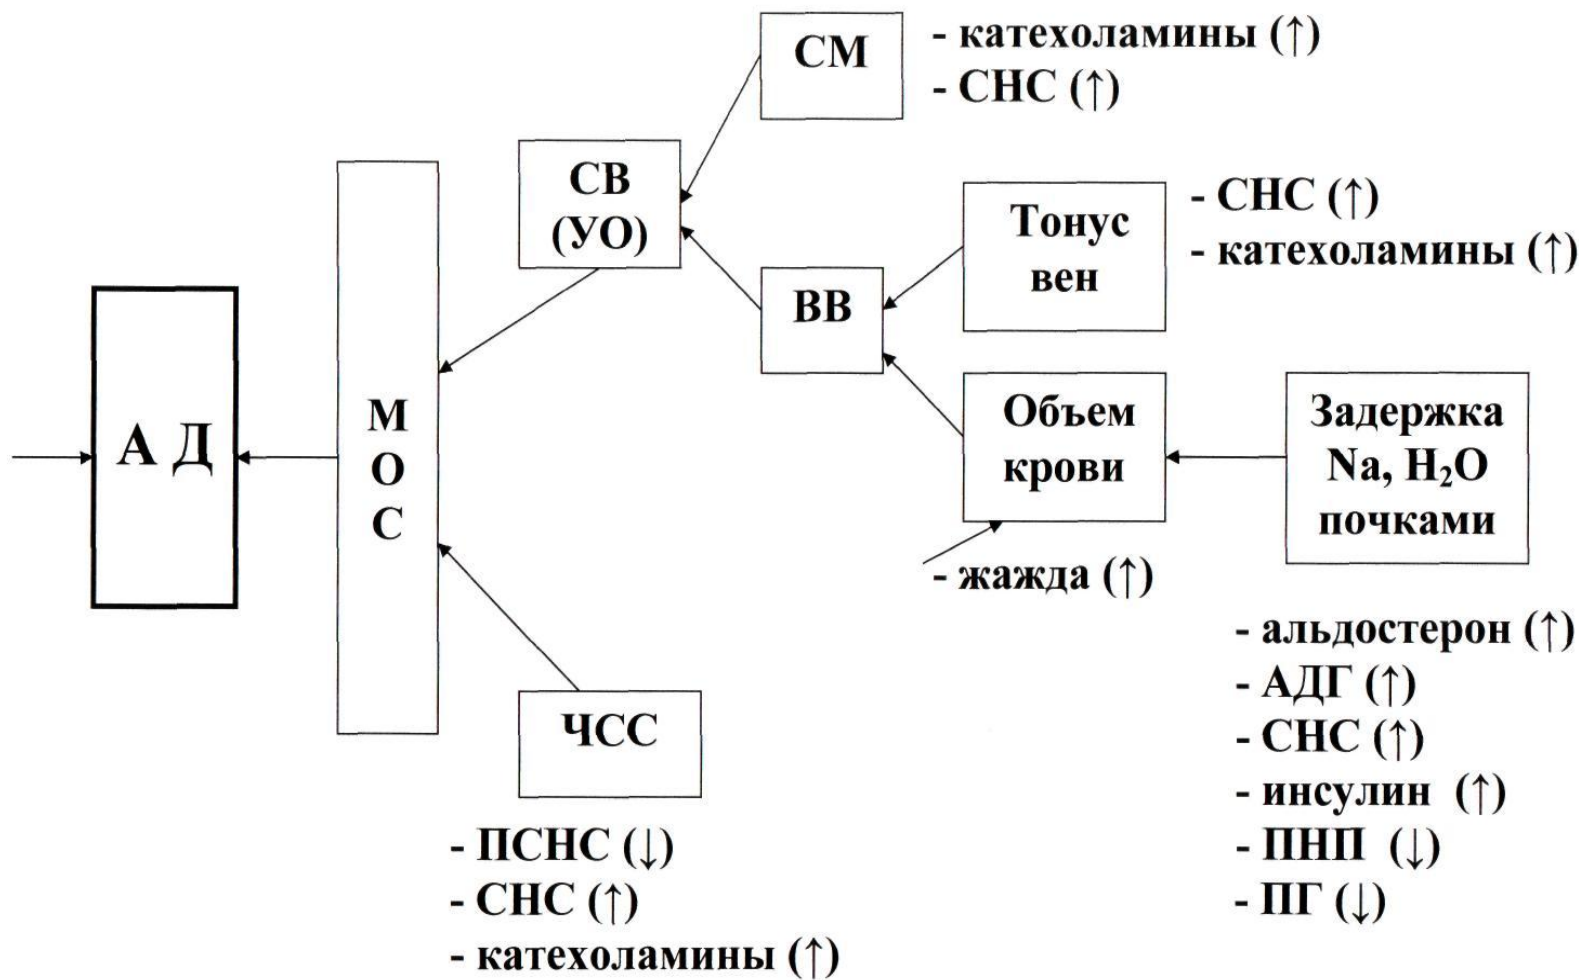 СМ
- катехоламины (↑)
- СНС (↑)
СВ
(УО)
Тонус
вен
- СНС (↑)
- катехоламины (↑)
ВВ
А Д
М
О
С
Объем
крови
Задержка
Na, H₂O
почками
- жажда (↑)
- альдостерон (↑)
- АДГ (↑)
- СНС (↑)
- инсулин (↑)
- ПНП (↓)
- ПГ (↓)
ЧСС
- ПСНС (↓)
- СНС (↑)
- катехоламины (↑)